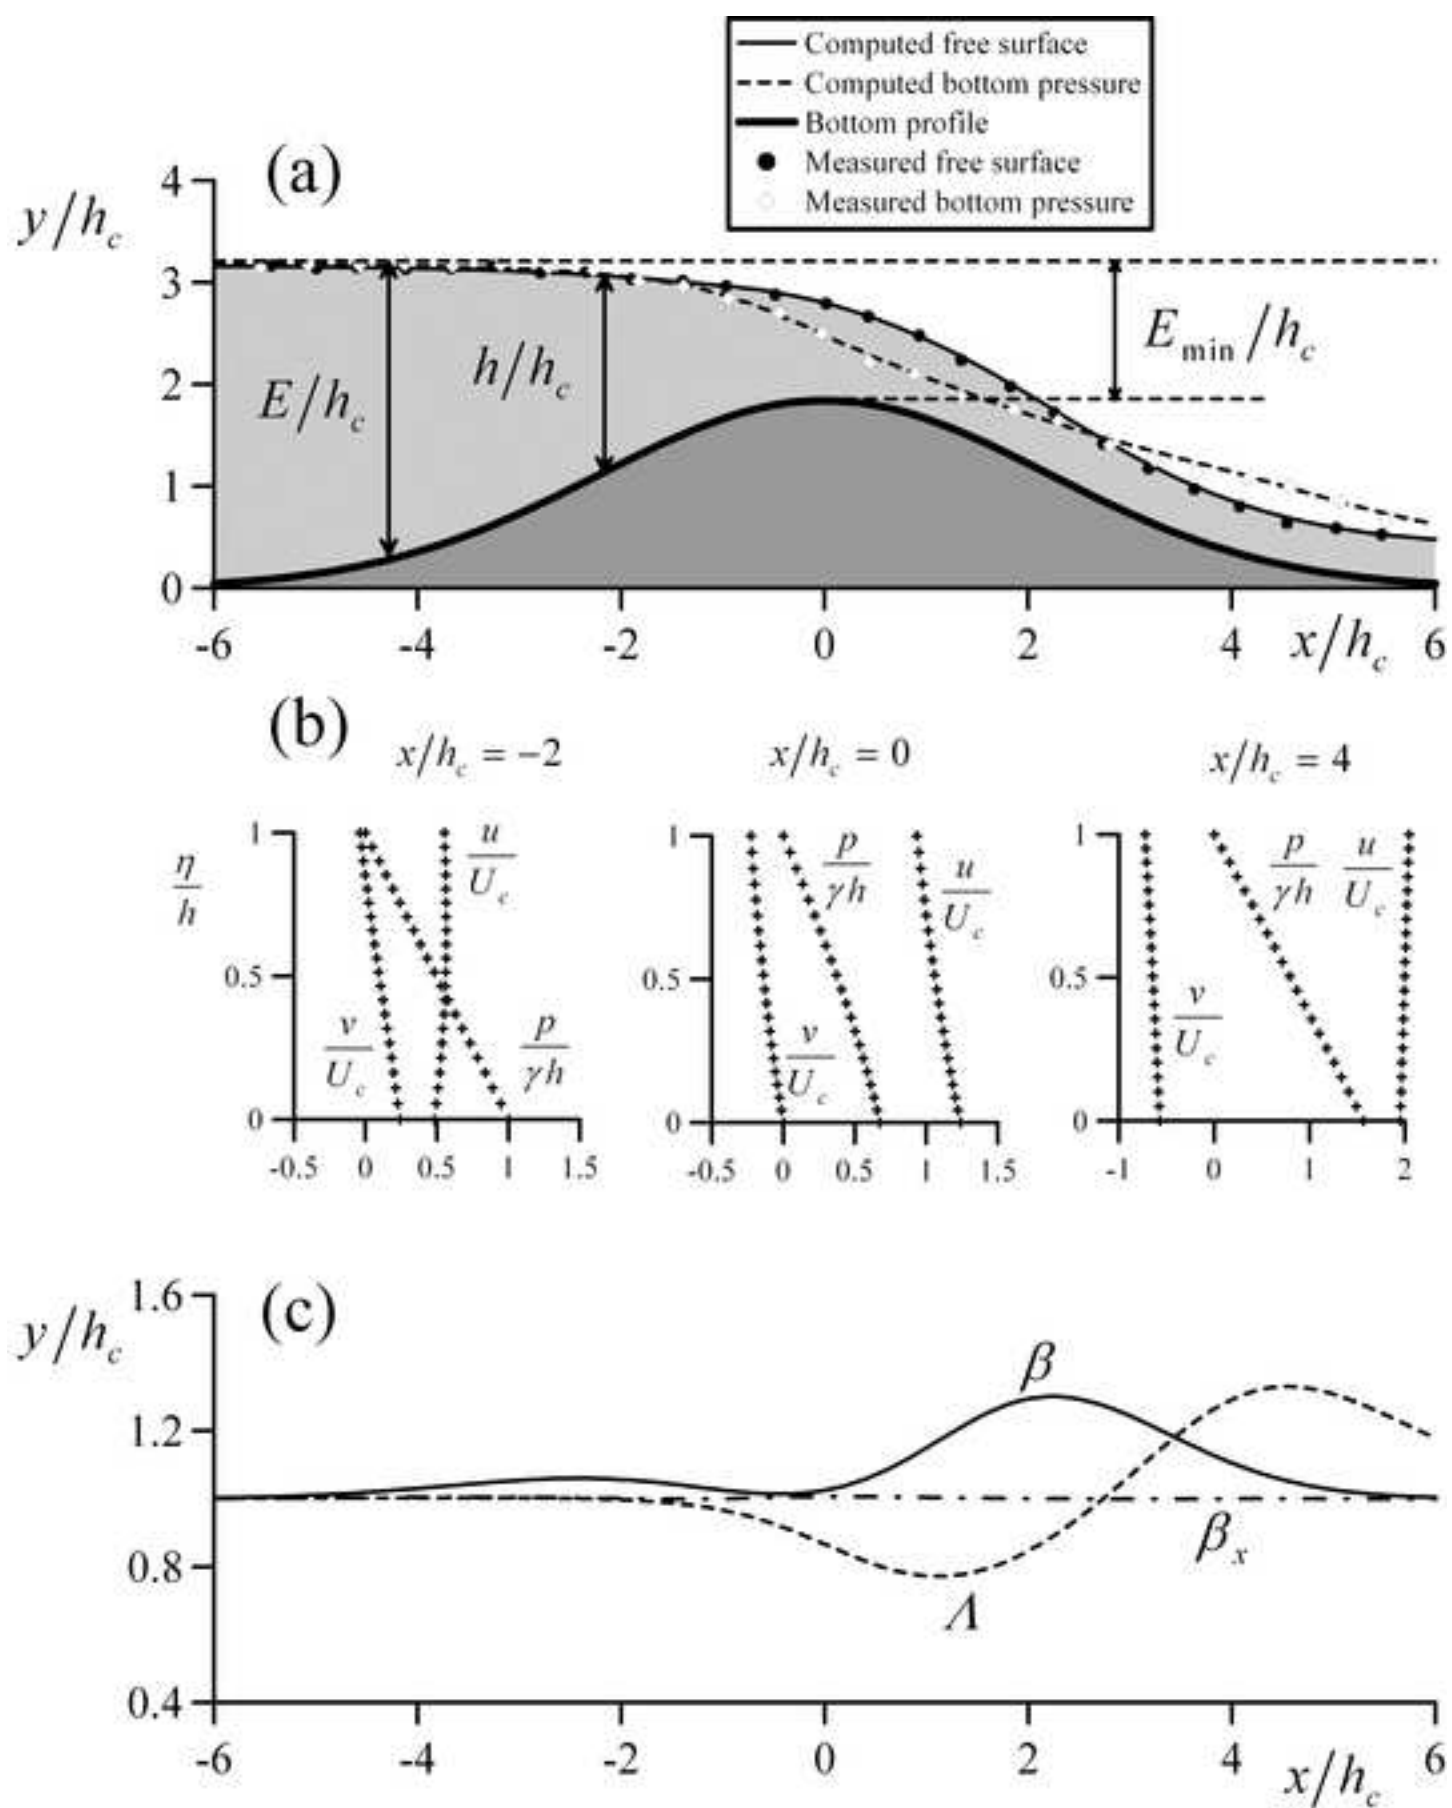 Computed free surface
Computed bottom pressure
Bottom profile
Measured free surface
Measured bottom pressure
(a)
y/h_c
4
3
2
1
0
E/h_c
h/h_c
E_min/h_c
-6 -4 -2 0 2 4 x/h_c 6
(b)
x/h_c = −2
x/h_c = 0
x/h_c = 4
η/h
1
0.5
0
u/U_c
v/U_c
p/γh
-0.5 0 0.5 1 1.5
1
0.5
0
p/γh
u/U_c
v/U_c
-0.5 0 0.5 1 1.5
1
0.5
0
p/γh
u/U_c
v/U_c
-1 0 1 2
(c)
y/h_c
1.6
1.2
0.8
0.4
β
β_x
Λ
-6 -4 -2 0 2 4 x/h_c 6